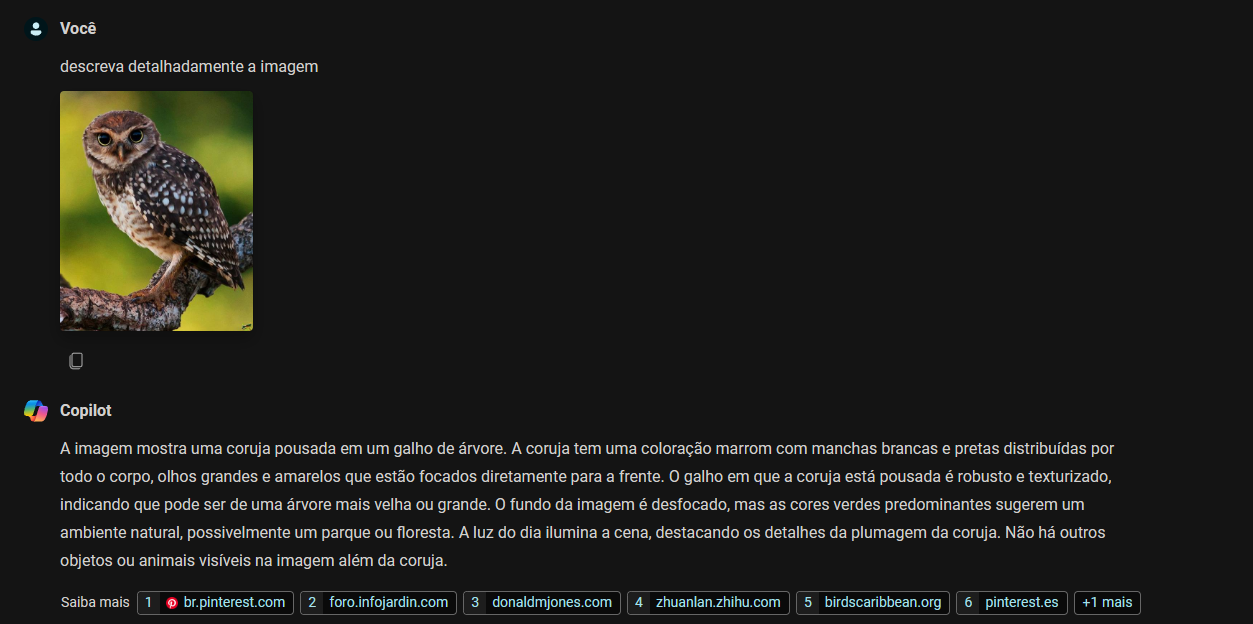 Você
descreva detalhadamente a imagem
Copilot
A imagem mostra uma coruja pousada em um galho de árvore. A coruja tem uma coloração marrom com manchas brancas e pretas distribuídas por
todo o corpo, olhos grandes e amarelos que estão focados diretamente para a frente. O galho em que a coruja está pousada é robusto e texturizado,
indicando que pode ser de uma árvore mais velha ou grande. O fundo da imagem é desfocado, mas as cores verdes predominantes sugerem um
ambiente natural, possivelmente um parque ou floresta. A luz do dia ilumina a cena, destacando os detalhes da plumagem da coruja. Não há outros
objetos ou animais visíveis na imagem além da coruja.
Saiba mais 1 br.pinterest.com 2 foro.infojardin.com 3 donaldmjones.com 4 zhuanlan.zhihu.com 5 birdscaribbean.org 6 pinterest.es +1 mais